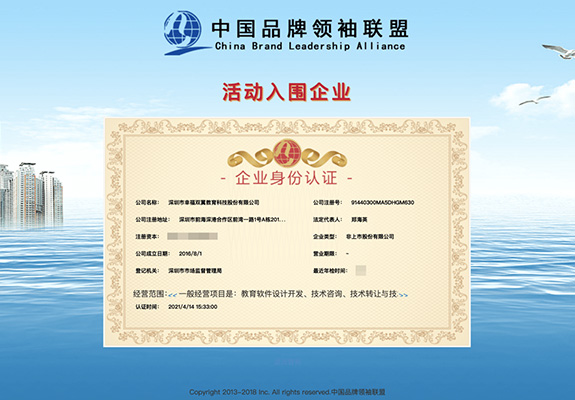 中国品牌领袖联盟
China Brand Leadership Alliance
活动入围企业
- 企业身份认证 -
公司名称: 深圳市幸福双翼教育科技股份有限公司 公司注册号: 91440300MA5DHGM630
公司注册地址: 深圳市前海深港合作区前湾一路1号A栋201... 法定代表人: 郑海英
注册资本: 企业类型: 非上市股份有限公司
公司成立日期: 2016/8/1 营业期限: -
登记机关: 深圳市市场监督管理局 最近年检时间:
经营范围: << 一般经营项目是：教育软件设计开发、技术咨询、技术转让与技 >>
认证时间: 2021/4/14 15:33:00
Copyright 2013-2018 Inc. All rights reserved.中国品牌领袖联盟